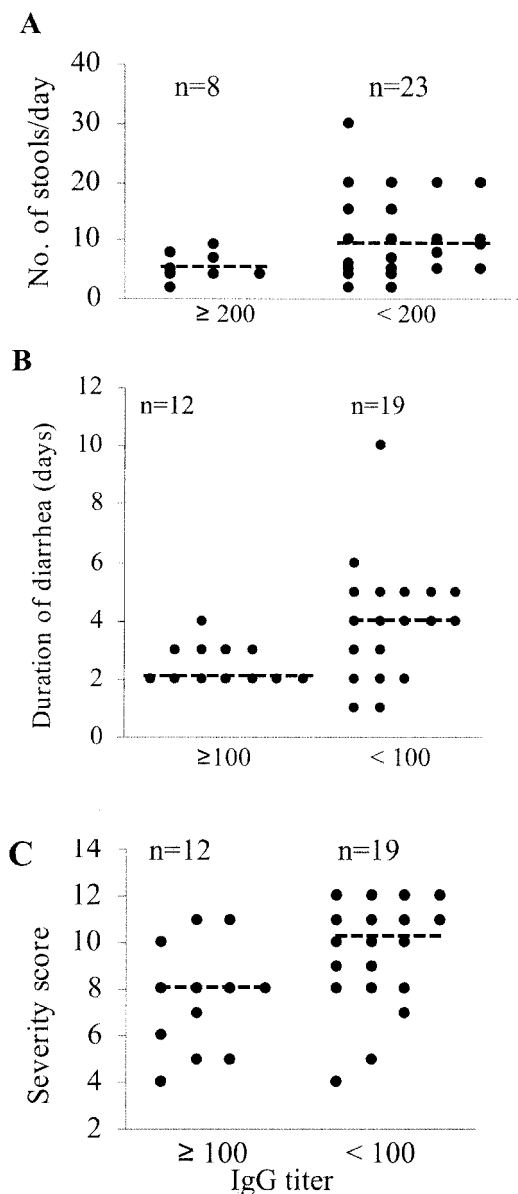 A
No. of stools/day
40
30
20
10
0
n=8
n=23
≥ 200
< 200
B
Duration of diarrhea (days)
12
10
8
6
4
2
0
n=12
n=19
≥100
< 100
C
Severity score
14
12
10
8
6
4
2
n=12
n=19
≥ 100
< 100
IgG titer